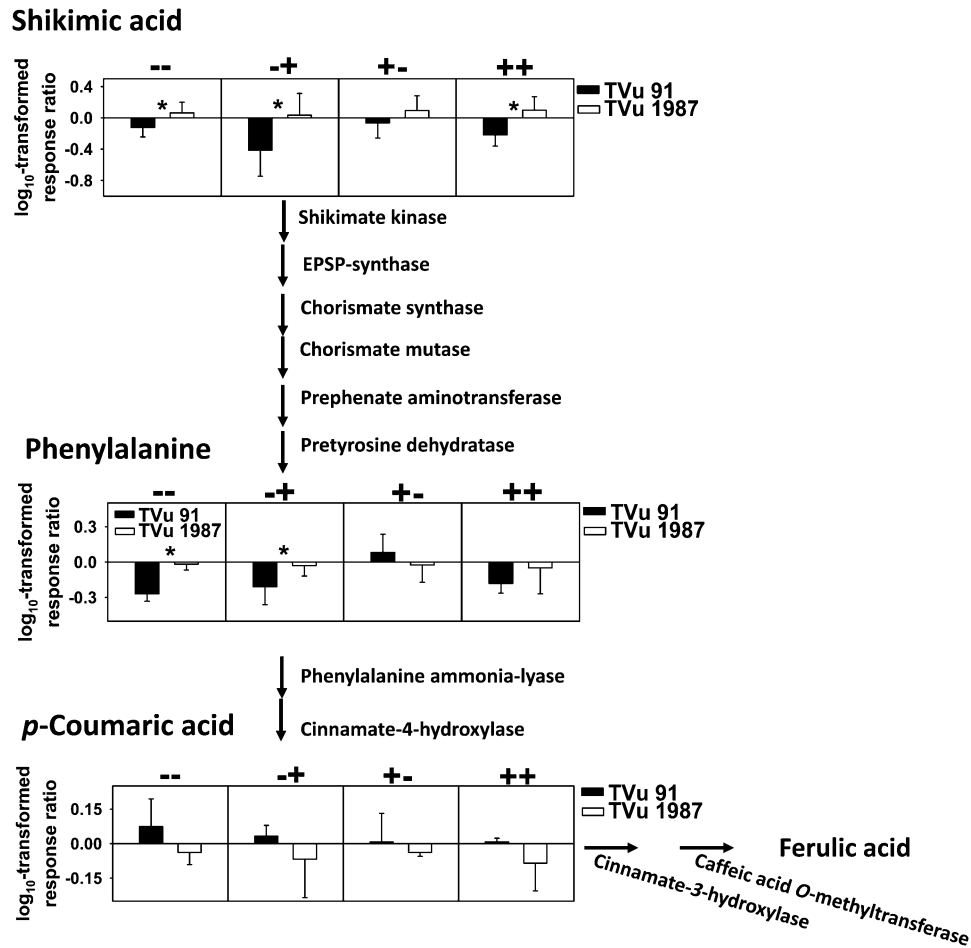 Shikimic acid
-- -+ +- ++
log10-transformed
response ratio
0.4
0.0
-0.4
-0.8
* * *
TVu 91
TVu 1987
Shikimate kinase
EPSP-synthase
Chorismate synthase
Chorismate mutase
Prephenate aminotransferase
Pretyrosine dehydratase
Phenylalanine
-- -+ +- ++
log10-transformed
response ratio
0.3
0.0
-0.3
TVu 91
TVu 1987
* *
TVu 91
TVu 1987
Phenylalanine ammonia-lyase
Cinnamate-4-hydroxylase
p-Coumaric acid
-- -+ +- ++
log10-transformed
response ratio
0.15
0.00
-0.15
TVu 91
TVu 1987
Cinnamate-3-hydroxylase
Caffeic acid O-methyltransferase
Ferulic acid